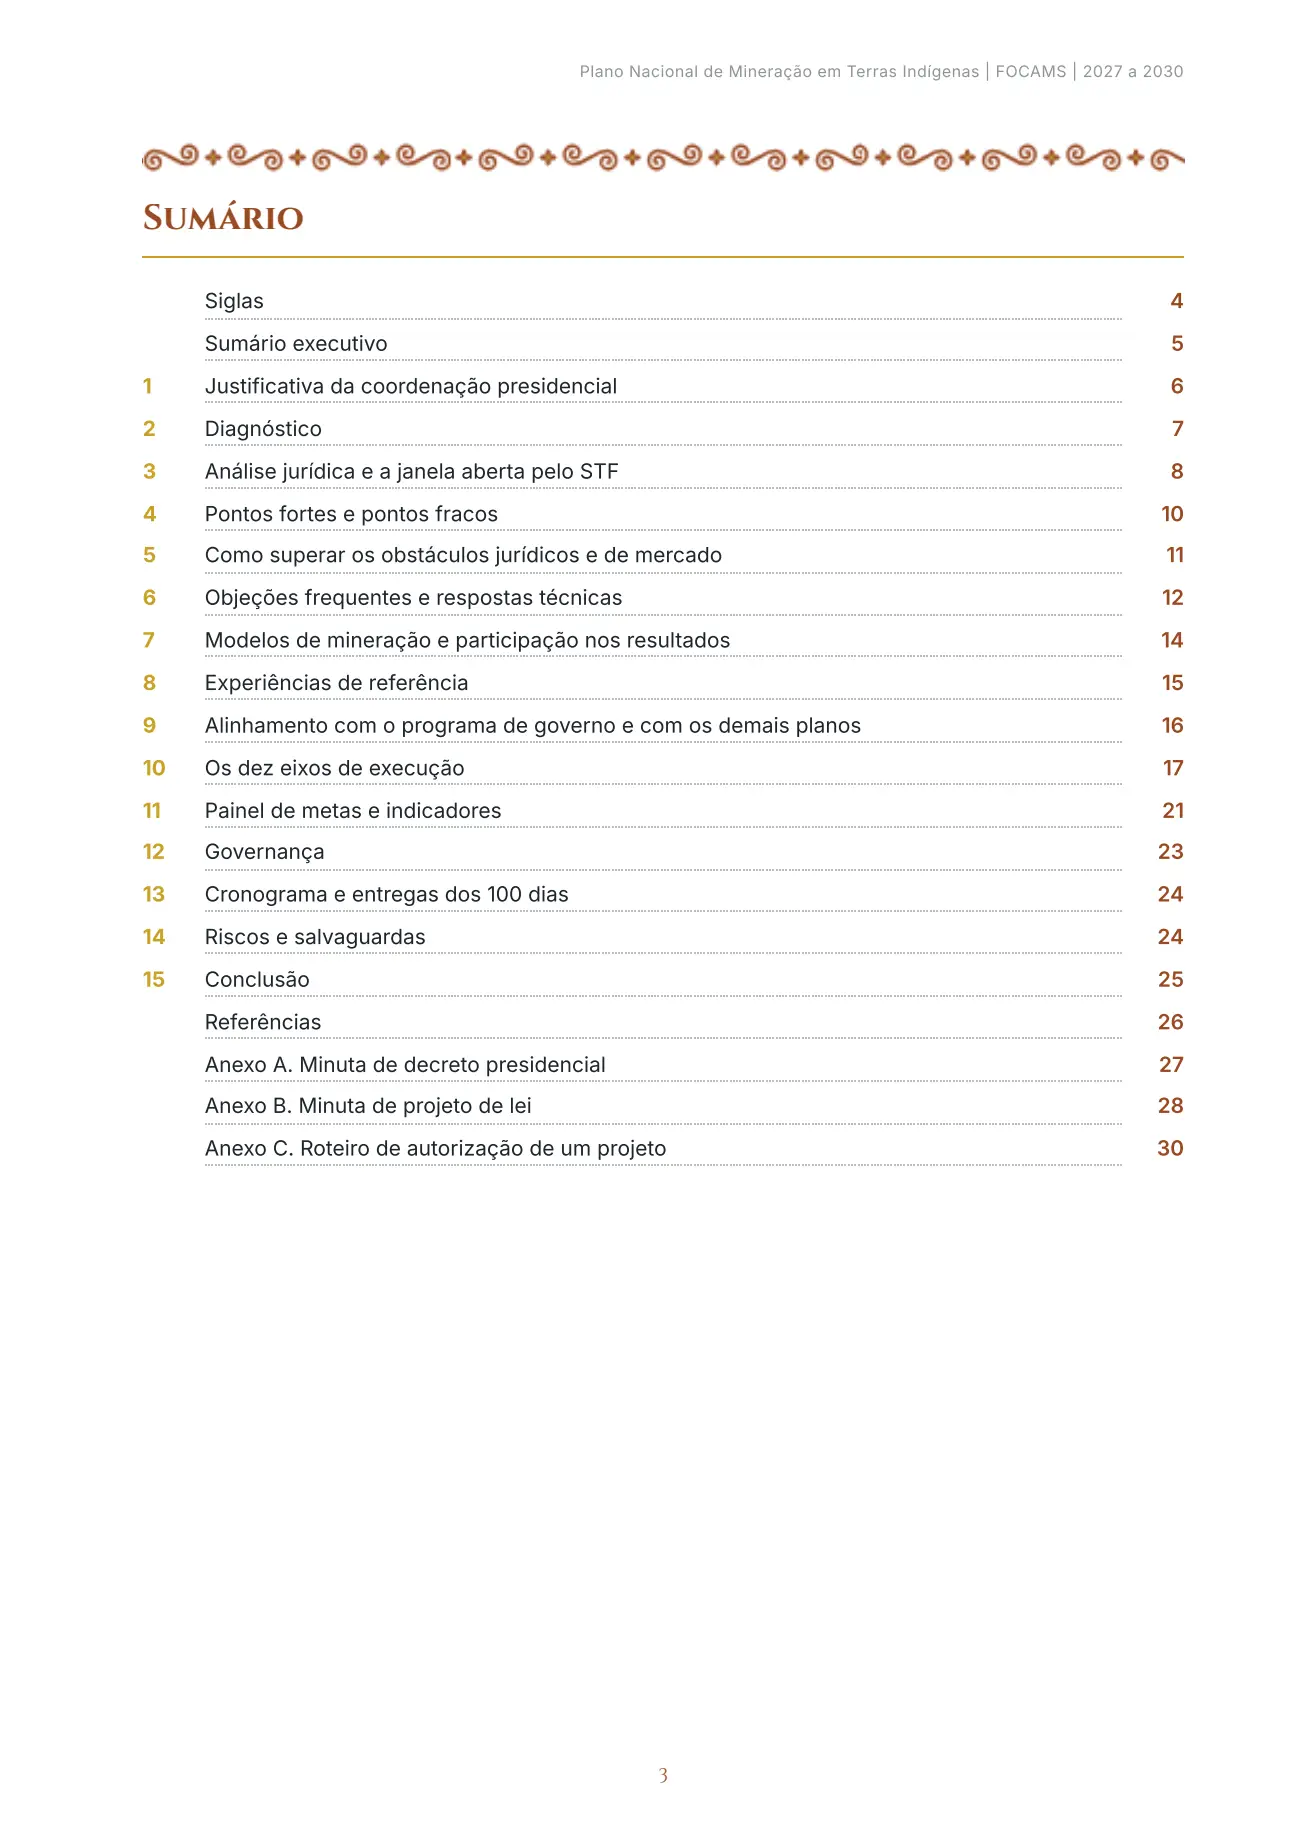 Plano Nacional de Mineração em Terras Indígenas | FOCAMS | 2027 a 2030
Sumário
Siglas 4
Sumário executivo 5
1 Justificativa da coordenação presidencial 6
2 Diagnóstico 7
3 Análise jurídica e a janela aberta pelo STF 8
4 Pontos fortes e pontos fracos 10
5 Como superar os obstáculos jurídicos e de mercado 11
6 Objeções frequentes e respostas técnicas 12
7 Modelos de mineração e participação nos resultados 14
8 Experiências de referência 15
9 Alinhamento com o programa de governo e com os demais planos 16
10 Os dez eixos de execução 17
11 Painel de metas e indicadores 21
12 Governança 23
13 Cronograma e entregas dos 100 dias 24
14 Riscos e salvaguardas 24
15 Conclusão 25
Referências 26
Anexo A. Minuta de decreto presidencial 27
Anexo B. Minuta de projeto de lei 28
Anexo C. Roteiro de autorização de um projeto 30
3